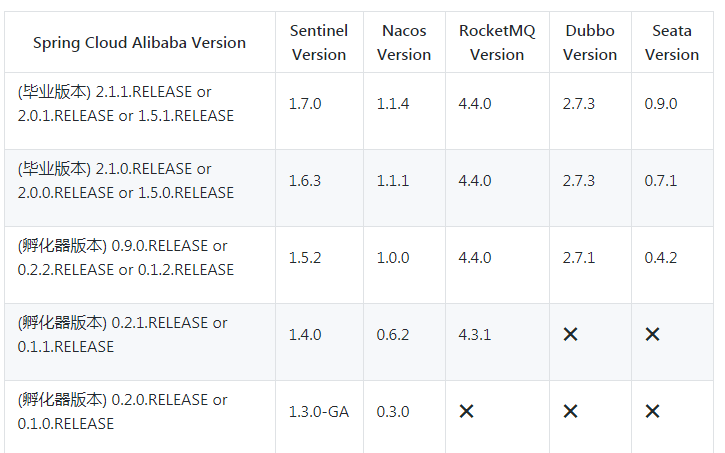 Spring Cloud Alibaba Version Sentinel Version Nacos Version RocketMQ Version Dubbo Version Seata Version
(毕业版本) 2.1.1.RELEASE or
2.0.1.RELEASE or 1.5.1.RELEASE 1.7.0 1.1.4 4.4.0 2.7.3 0.9.0
(毕业版本) 2.1.0.RELEASE or
2.0.0.RELEASE or 1.5.0.RELEASE 1.6.3 1.1.1 4.4.0 2.7.3 0.7.1
(孵化器版本) 0.9.0.RELEASE or
0.2.2.RELEASE or 0.1.2.RELEASE 1.5.2 1.0.0 4.4.0 2.7.1 0.4.2
(孵化器版本) 0.2.1.RELEASE or
0.1.1.RELEASE 1.4.0 0.6.2 4.3.1 ❌ ❌
(孵化器版本) 0.2.0.RELEASE or
0.1.0.RELEASE 1.3.0-GA 0.3.0 ❌ ❌ ❌